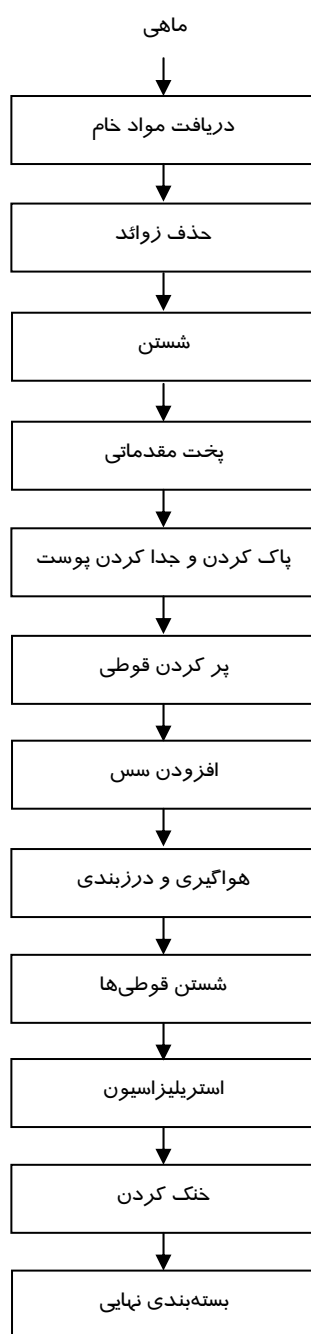 ماهی
دریافت مواد خام
حذف زوائد
شستن
پخت مقدماتی
پاک کردن و جدا کردن پوست
پر کردن قوطی
افزودن سس
هواگیری و درزبندی
شستن قوطی‌ها
استریلیزاسیون
خنک کردن
بسته‌بندی نهایی